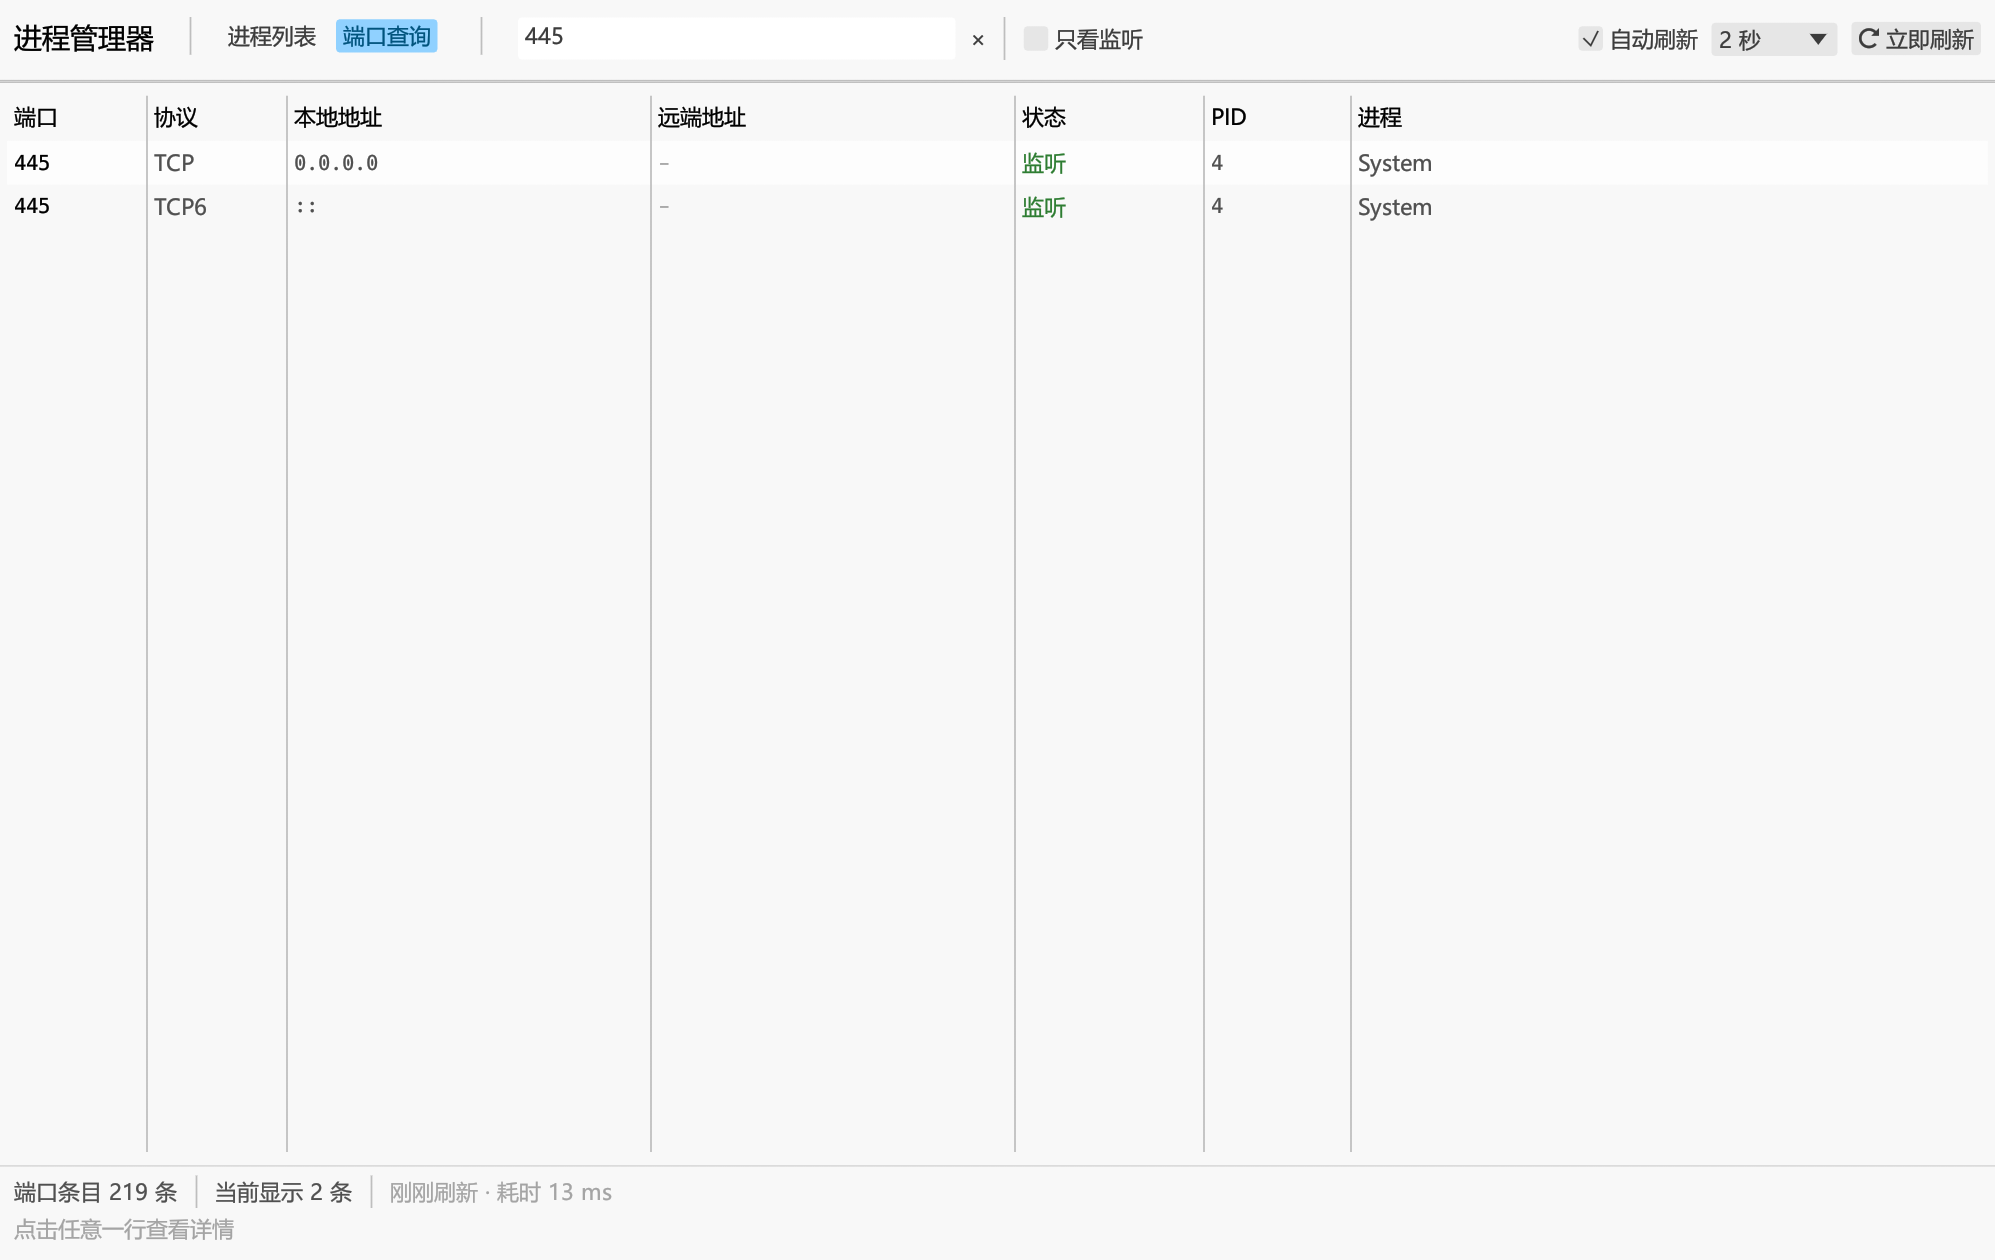 进程管理器 进程列表 端口查询 445 × 只看监听 自动刷新 2 秒 立即刷新
端口 协议 本地地址 远端地址 状态 PID 进程
445 TCP 0.0.0.0 – 监听 4 System
445 TCP6 :: – 监听 4 System
端口条目 219 条 当前显示 2 条 刚刚刷新 · 耗时 13 ms
点击任意一行查看详情